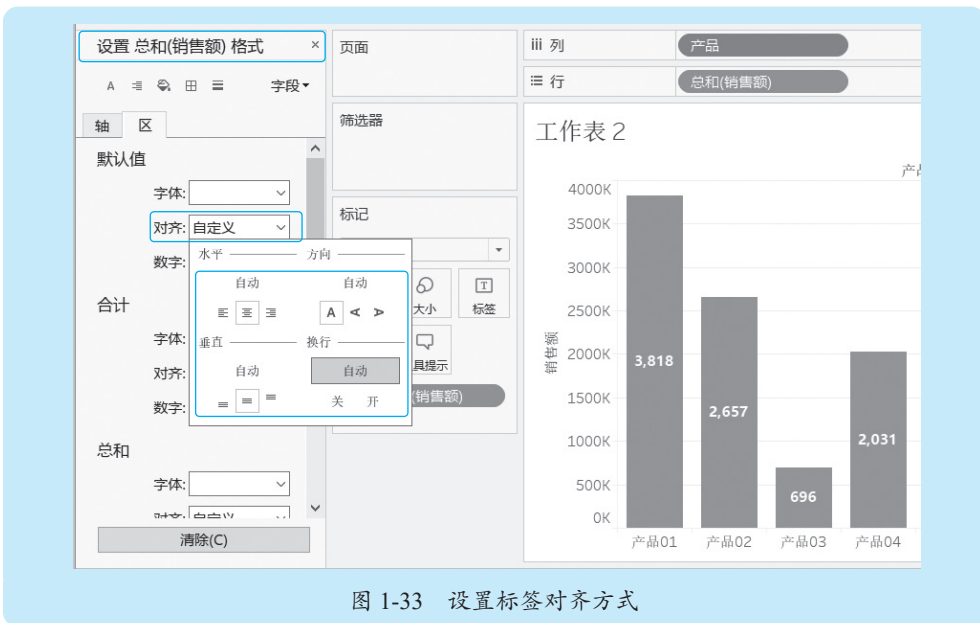 设置 总和(销售额) 格式 ×
字段
轴 区
默认值
字体:
对齐: 自定义
数字:
水平 方向
自动 自动
A A A
垂直 换行
自动 自动
关 开
合计
字体:
对齐:
数字:
总和
字体:
对齐: 自定义
清除(C)
页面
筛选器
标记
大小 标签
具提示
(销售额)
iii 列 产品
行 总和(销售额)
工作表 2
产品
销售额
4000K
3500K
3000K
2500K
2000K
1500K
1000K
500K
0K
3,818
2,657
696
2,031
产品01 产品02 产品03 产品04
图 1-33 设置标签对齐方式